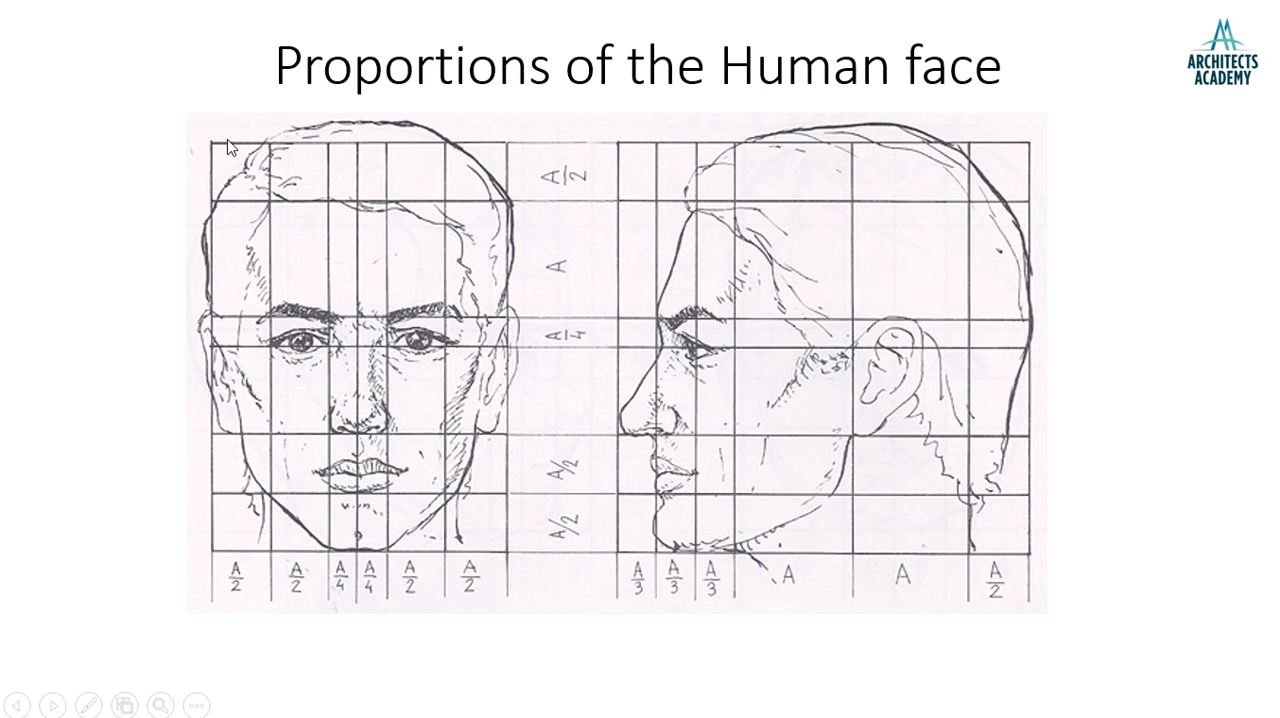 Proportions of the Human face
ARCHITECTS
ACADEMY
A/2
A
A/4
A/2
A/2
A/2 A/2 A/4 A/4 A/2 A/2
A/3 A/3 A/3 A A A/2